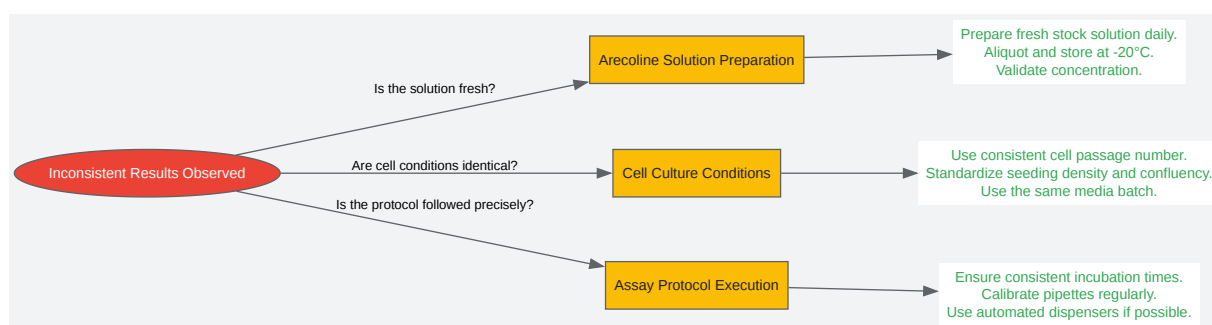 Inconsistent Results Observed
Is the solution fresh?
Arecoline Solution Preparation
Prepare fresh stock solution daily.
Aliquot and store at -20°C.
Validate concentration.
Are cell conditions identical?
Cell Culture Conditions
Use consistent cell passage number.
Standardize seeding density and confluency.
Use the same media batch.
Is the protocol followed precisely?
Assay Protocol Execution
Ensure consistent incubation times.
Calibrate pipettes regularly.
Use automated dispensers if possible.